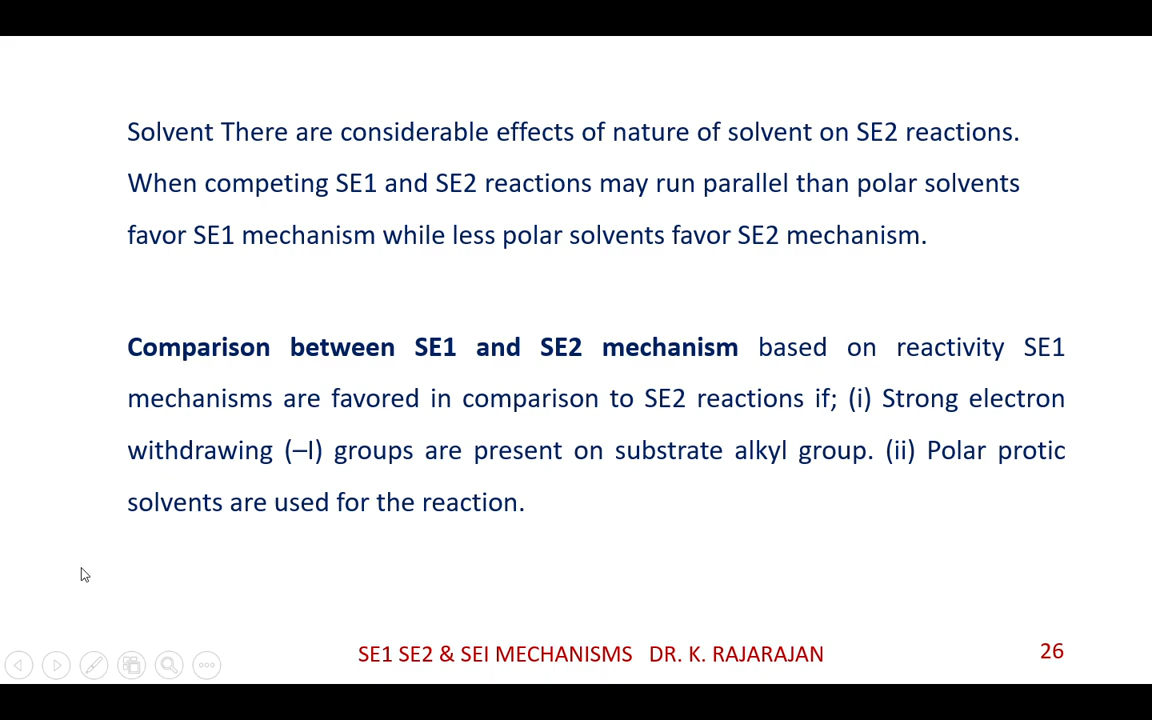 Solvent There are considerable effects of nature of solvent on SE2 reactions.
When competing SE1 and SE2 reactions may run parallel than polar solvents
favor SE1 mechanism while less polar solvents favor SE2 mechanism.
Comparison between SE1 and SE2 mechanism based on reactivity SE1
mechanisms are favored in comparison to SE2 reactions if; (i) Strong electron
withdrawing (–I) groups are present on substrate alkyl group. (ii) Polar protic
solvents are used for the reaction.
SE1 SE2 & SEI MECHANISMS DR. K. RAJARAJAN
26